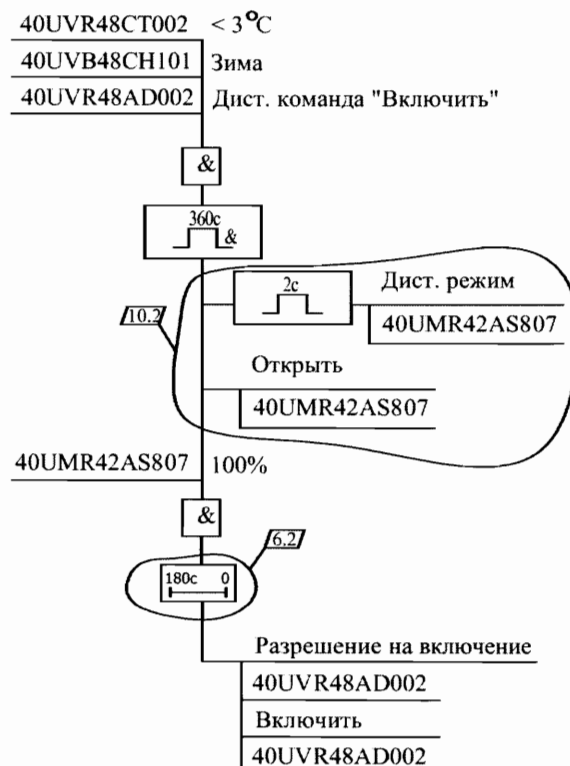 40UVR48CT002 < 3°C
40UVB48CH101 Зима
40UVR48AD002 Дист. команда "Включить"
&
360с
&
2с
Дист. режим
40UMR42AS807
10.2
Открыть
40UMR42AS807
40UMR42AS807 100%
&
6.2
180с 0
Разрешение на включение
40UVR48AD002
Включить
40UVR48AD002